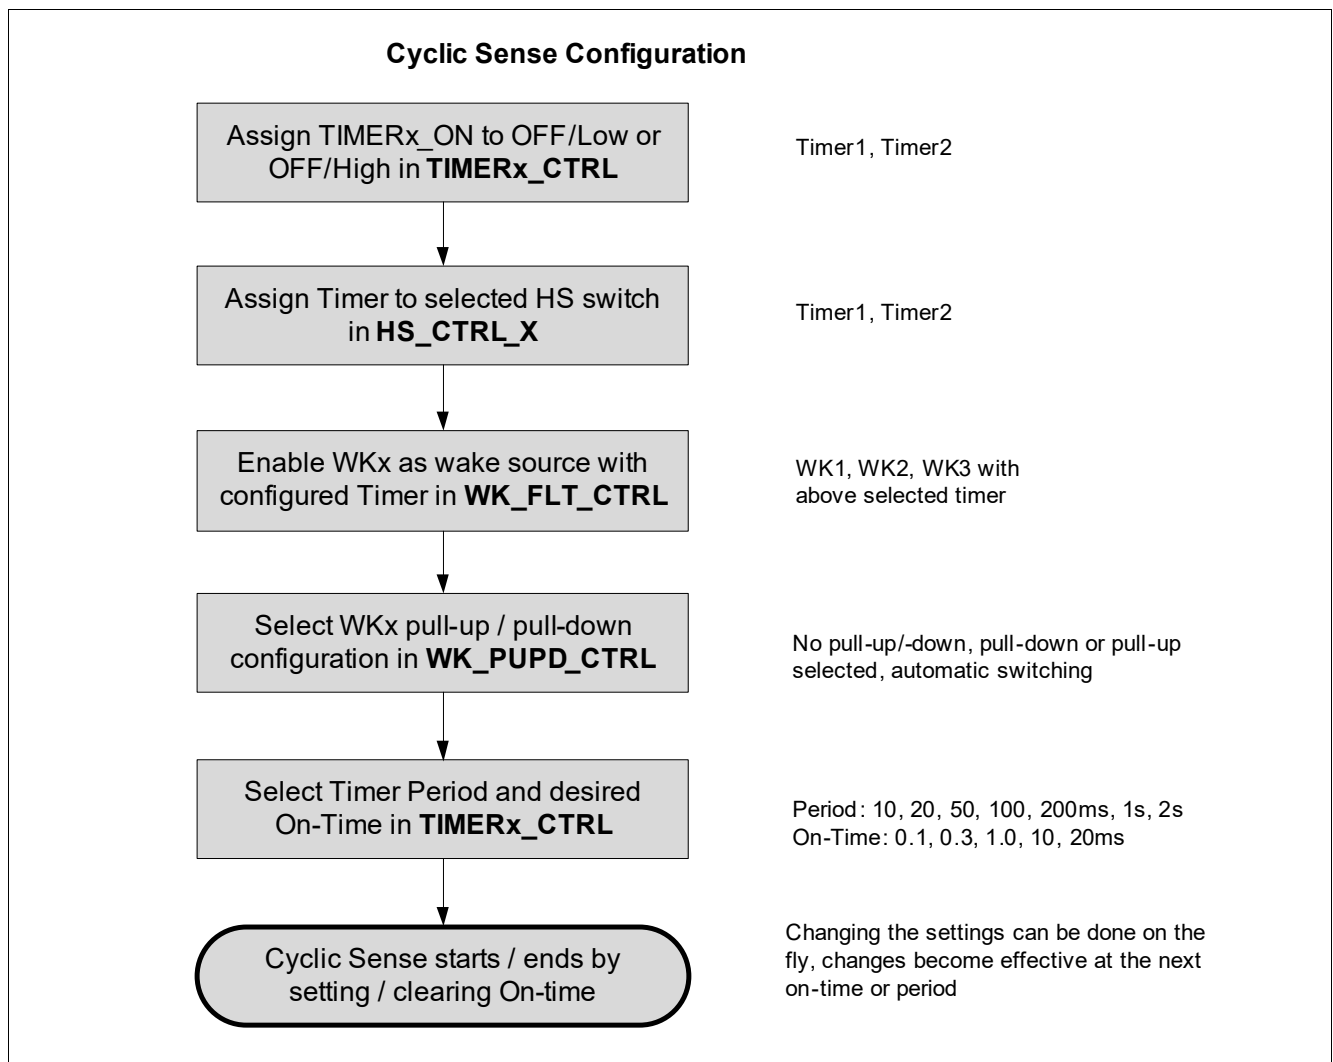 Cyclic Sense Configuration
Assign TIMERx_ON to OFF/Low or
OFF/High in TIMERx_CTRL
Timer1, Timer2
Assign Timer to selected HS switch
in HS_CTRL_X
Timer1, Timer2
Enable WKx as wake source with
configured Timer in WK_FLT_CTRL
WK1, WK2, WK3 with
above selected timer
Select WKx pull-up / pull-down
configuration in WK_PUPD_CTRL
No pull-up/-down, pull-down or pull-up
selected, automatic switching
Select Timer Period and desired
On-Time in TIMERx_CTRL
Period: 10, 20, 50, 100, 200ms, 1s, 2s
On-Time: 0.1, 0.3, 1.0, 10, 20ms
Cyclic Sense starts / ends by
setting / clearing On-time
Changing the settings can be done on the
fly, changes become effective at the next
on-time or period